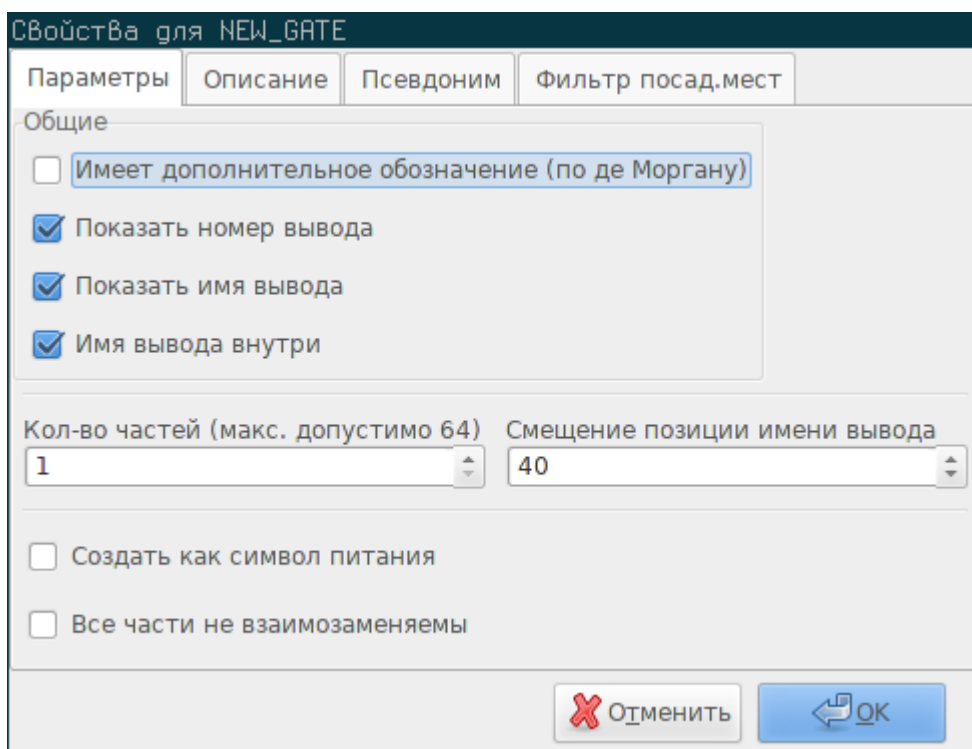 Свойства для NEW_GATE
Параметры Описание Псевдоним Фильтр посад.мест
Общие
Имеет дополнительное обозначение (по де Моргану)
Показать номер вывода
Показать имя вывода
Имя вывода внутри
Кол-во частей (макс. допустимо 64) Смещение позиции имени вывода
1 40
Создать как символ питания
Все части не взаимозаменяемы
Отменить OK